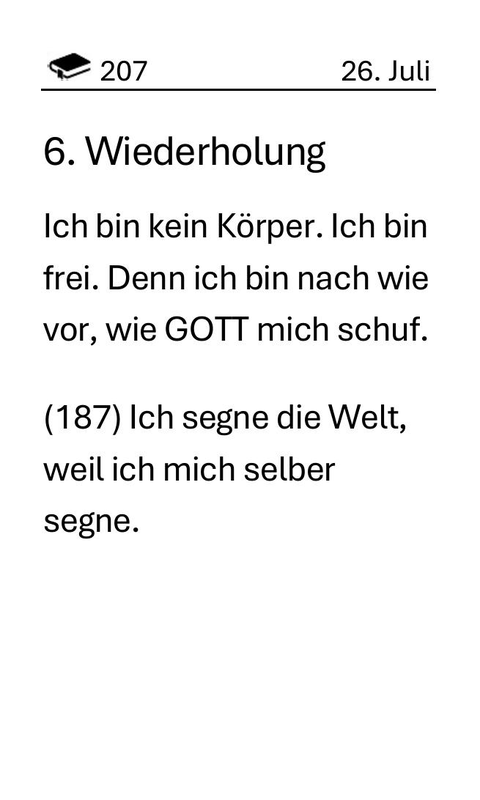 207 26. Juli
6. Wiederholung
Ich bin kein Körper. Ich bin
frei. Denn ich bin nach wie
vor, wie GOTT mich schuf.
(187) Ich segne die Welt,
weil ich mich selber
segne.